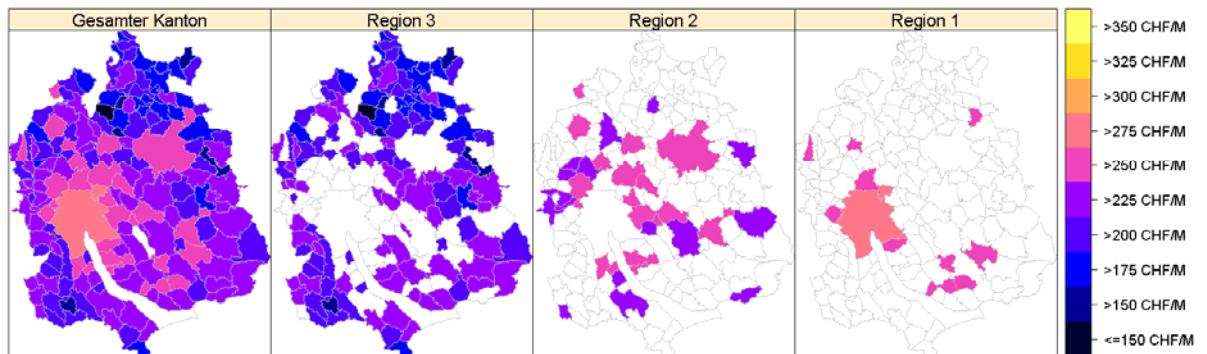 Gesamter Kanton
Region 3
Region 2
Region 1
>350 CHF/M
>325 CHF/M
>300 CHF/M
>275 CHF/M
>250 CHF/M
>225 CHF/M
>200 CHF/M
>175 CHF/M
>150 CHF/M
<=150 CHF/M